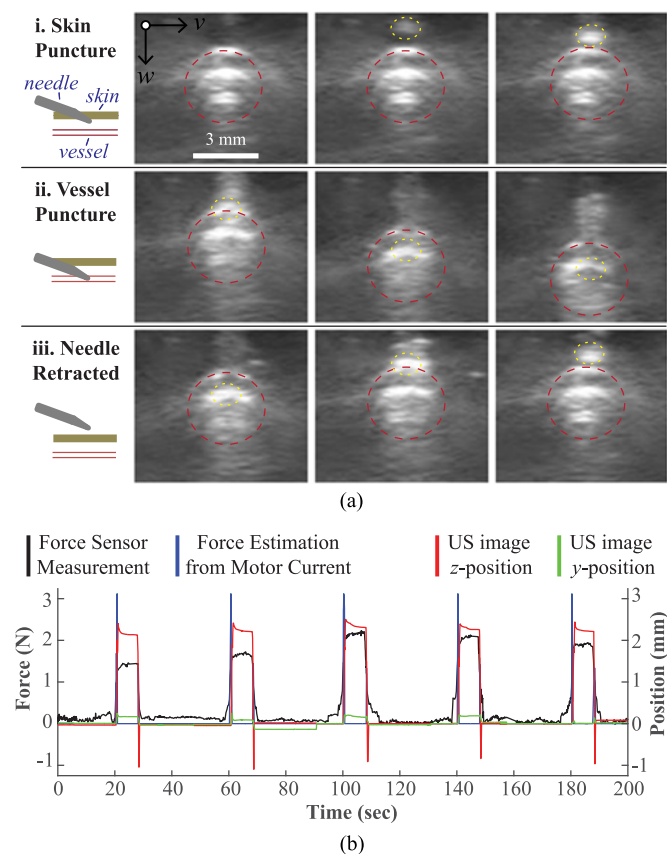 i. Skin
Puncture
needle
skin
vessel
v
w
3 mm
ii. Vessel
Puncture
iii. Needle
Retracted
(a)
Force Sensor
Measurement
Force Estimation
from Motor Current
US image
z-position
US image
y-position
Force (N)
3
2
1
0
-1
Position (mm)
3
2
1
0
-1
0 20 40 60 80 100 120 140 160 180 200
Time (sec)
(b)